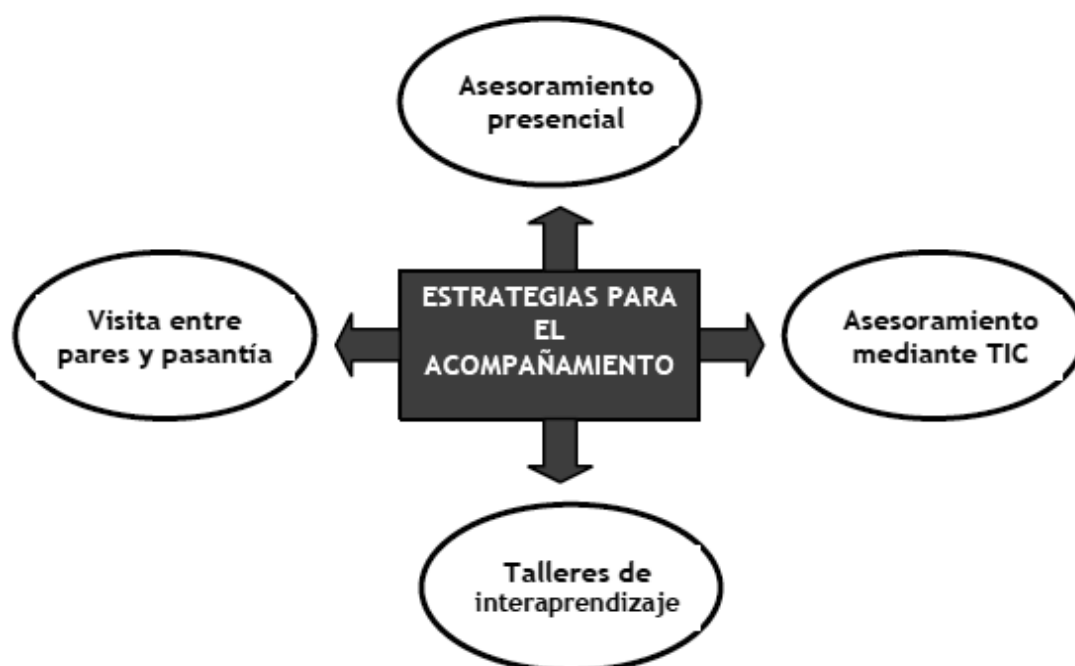 Asesoramiento
presencial
Visita entre
pares y pasantía
ESTRATEGIAS PARA
EL
ACOMPAÑAMIENTO
Asesoramiento
mediante TIC
Talleres de
interaprendizaje